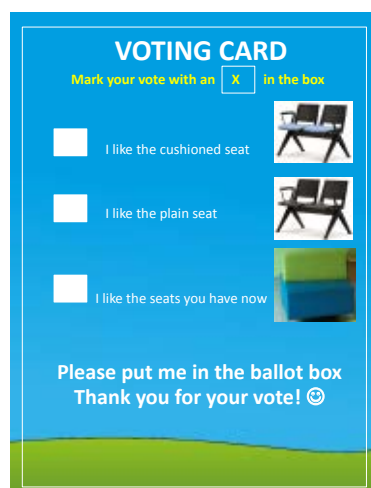 VOTING CARD
Mark your vote with an X in the box
I like the cushioned seat
I like the plain seat
I like the seats you have now
Please put me in the ballot box
Thank you for your vote! ☺